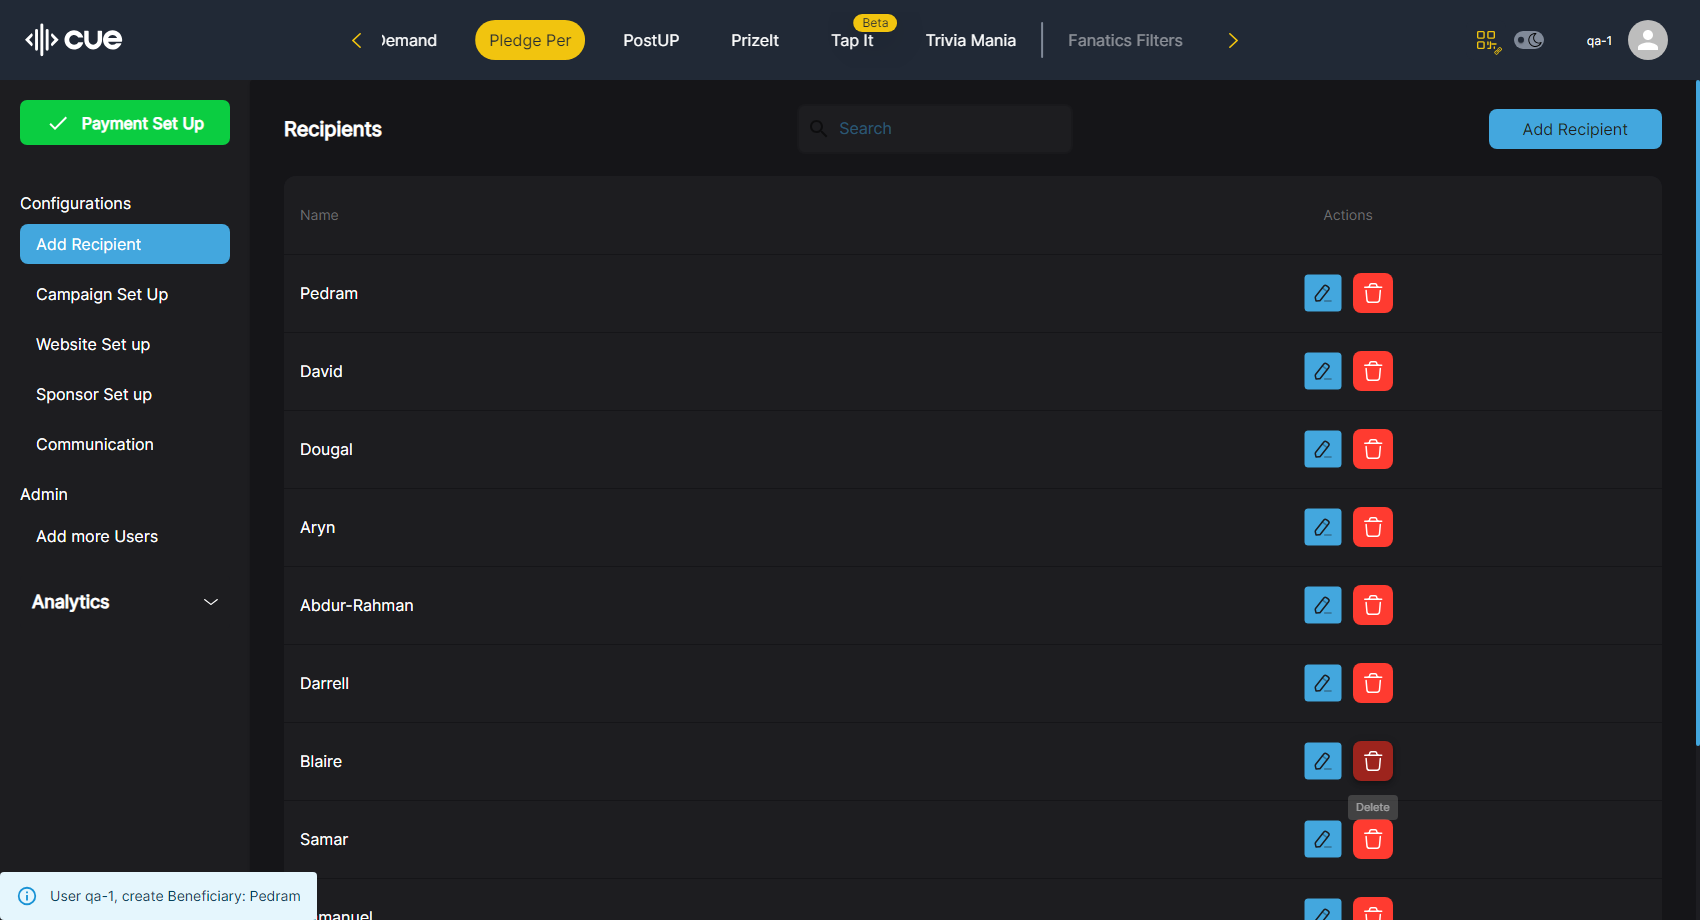 cue
Demand
Pledge Per
PostUP
PrizeIt
Beta
Tap It
Trivia Mania
Fanatics Filters
qa-1
Payment Set Up
Configurations
Add Recipient
Campaign Set Up
Website Set up
Sponsor Set up
Communication
Admin
Add more Users
Analytics
Recipients
Search
Add Recipient
Name
Actions
Pedram
David
Dougal
Aryn
Abdur-Rahman
Darrell
Blaire
Delete
Samar
manuel
User qa-1, create Beneficiary: Pedram